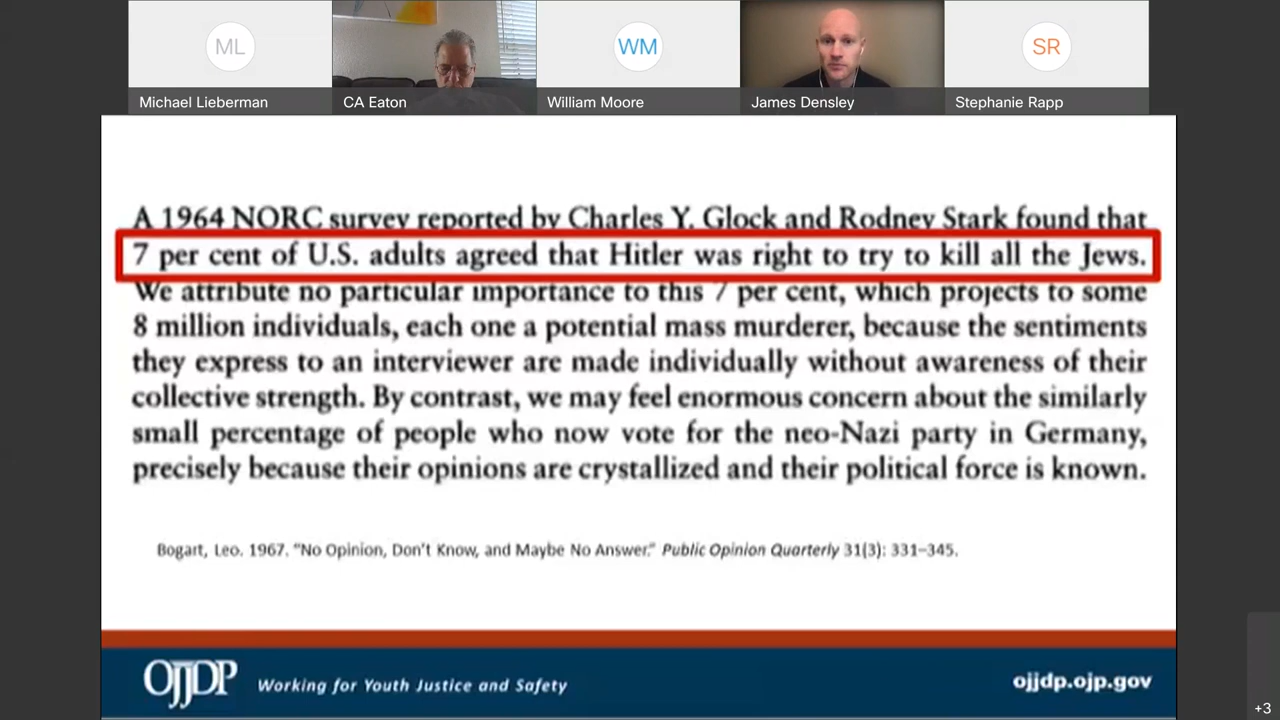 ML
WM
SR
Michael Lieberman
CA Eaton
William Moore
James Densley
Stephanie Rapp
A 1964 NORC survey reported by Charles Y. Glock and Rodney Stark found that
7 per cent of U.S. adults agreed that Hitler was right to try to kill all the Jews.
We attribute no particular importance to this 7 per cent, which projects to some
8 million individuals, each one a potential mass murderer, because the sentiments
they express to an interviewer are made individually without awareness of their
collective strength. By contrast, we may feel enormous concern about the similarly
small percentage of people who now vote for the neo-Nazi party in Germany,
precisely because their opinions are crystallized and their political force is known.
Bogart, Leo. 1967. “No Opinion, Don’t Know, and Maybe No Answer.” Public Opinion Quarterly 31(3): 331–345.
OJJDP Working for Youth Justice and Safety
ojjdp.ojp.gov
+3